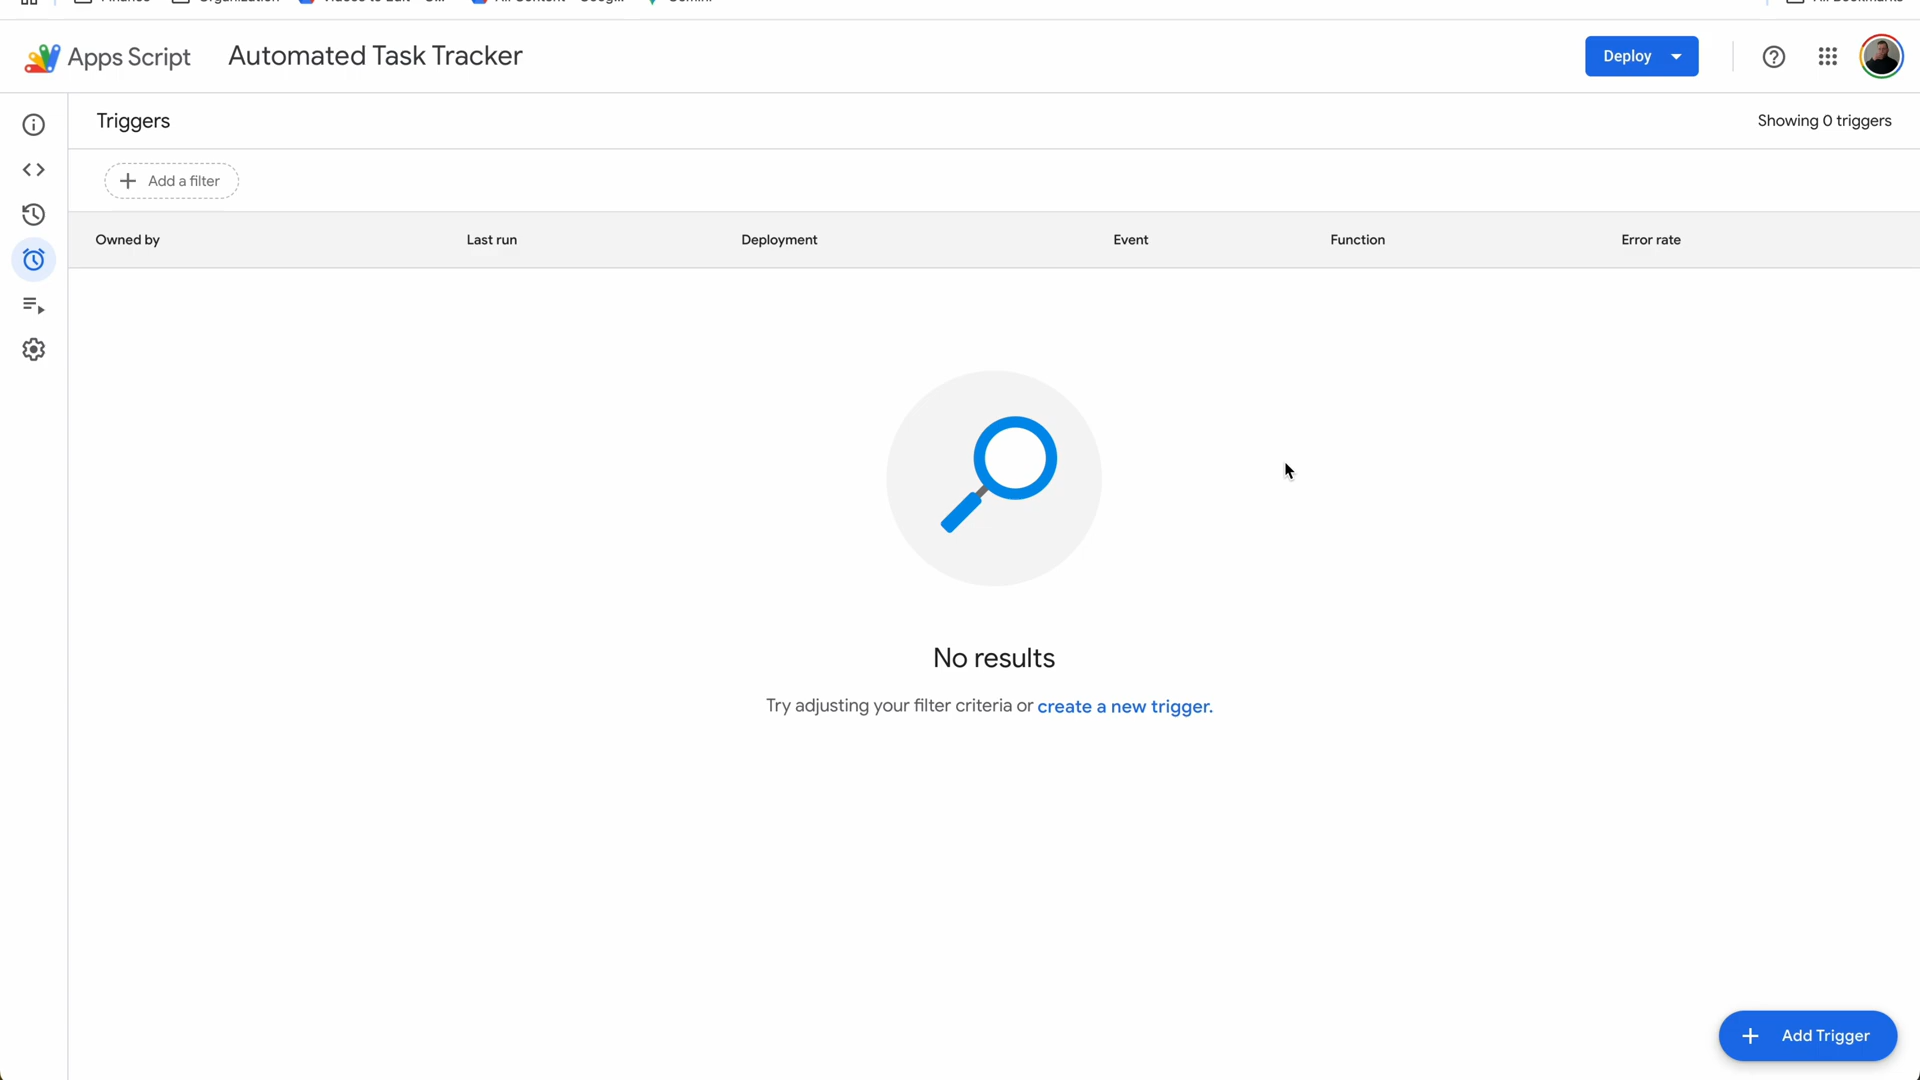 Apps Script
Automated Task Tracker
Deploy
Triggers
Showing 0 triggers
Add a filter
Owned by
Last run
Deployment
Event
Function
Error rate
No results
Try adjusting your filter criteria or create a new trigger.
Add Trigger